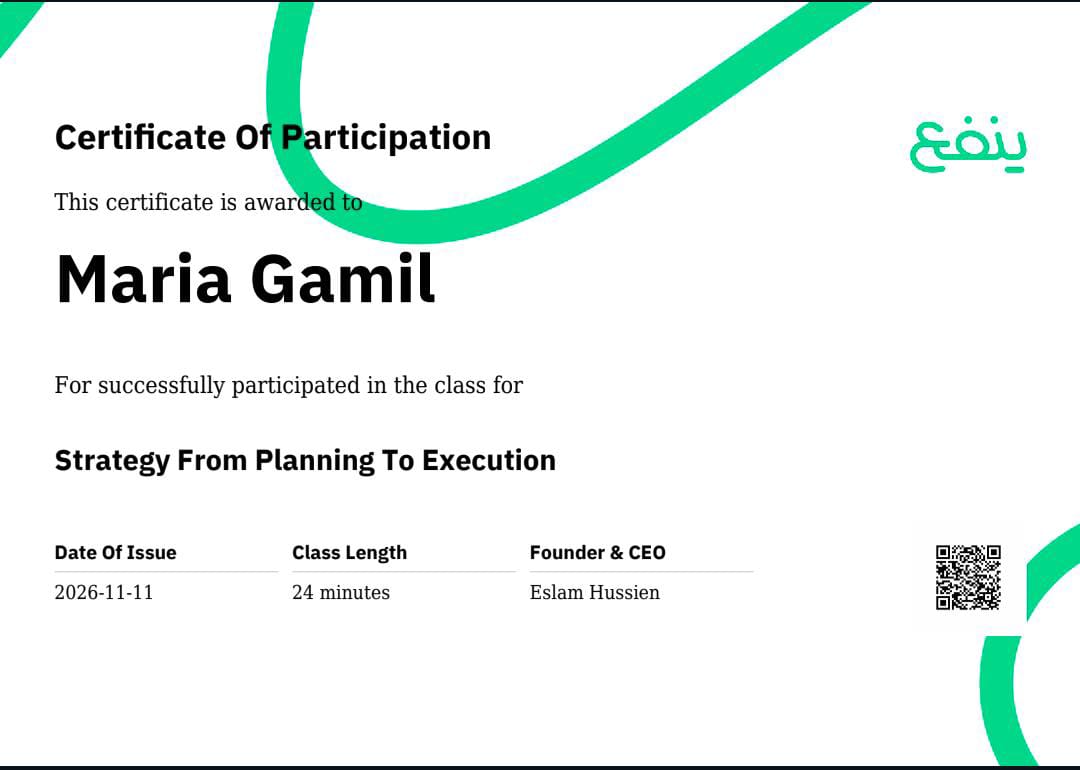 Certificate Of Participation
ينفع
This certificate is awarded to
Maria Gamil
For successfully participated in the class for
Strategy From Planning To Execution
Date Of Issue
Class Length
Founder & CEO
2026-11-11
24 minutes
Eslam Hussien